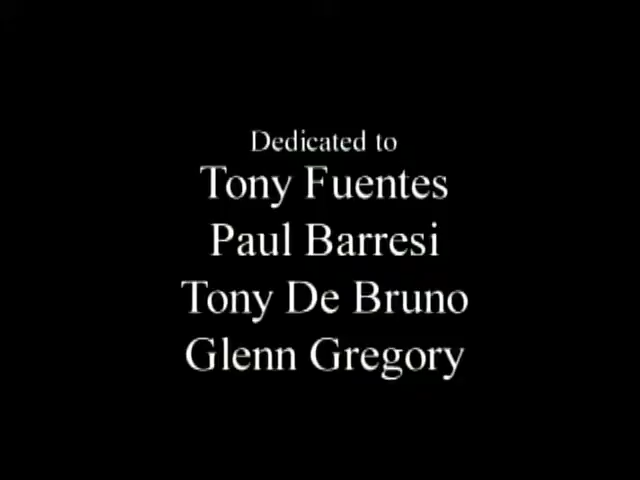 Dedicated to
Tony Fuentes
Paul Barresi
Tony De Bruno
Glenn Gregory